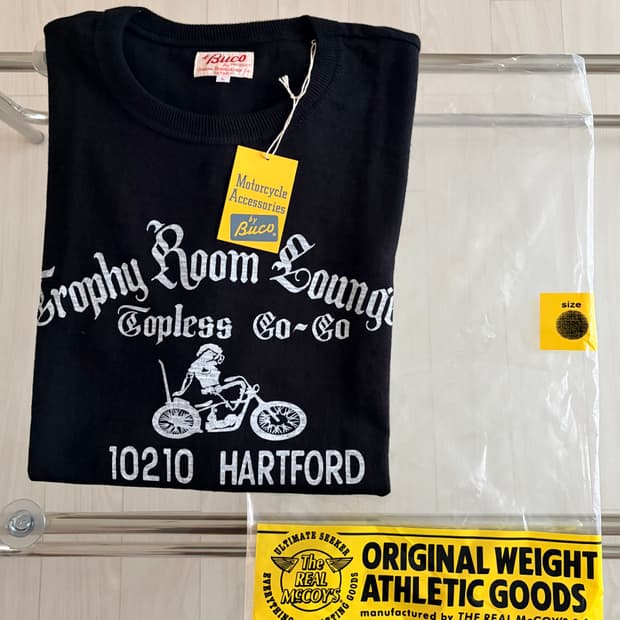 Buco
Motorcycle
Accessories
by
Buco
Trophy Room Lounge
Topless Go-Go
10210 HARTFORD
size
ULTIMATE SEEKER
The
REAL
McCOY'S
ORIGINAL WEIGHT
ATHLETIC GOODS
manufactured by THE REAL McCOY'S